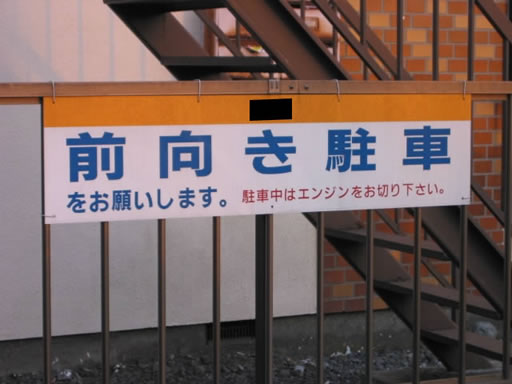 前向き駐車
をお願いします。 駐車中はエンジンをお切り下さい。